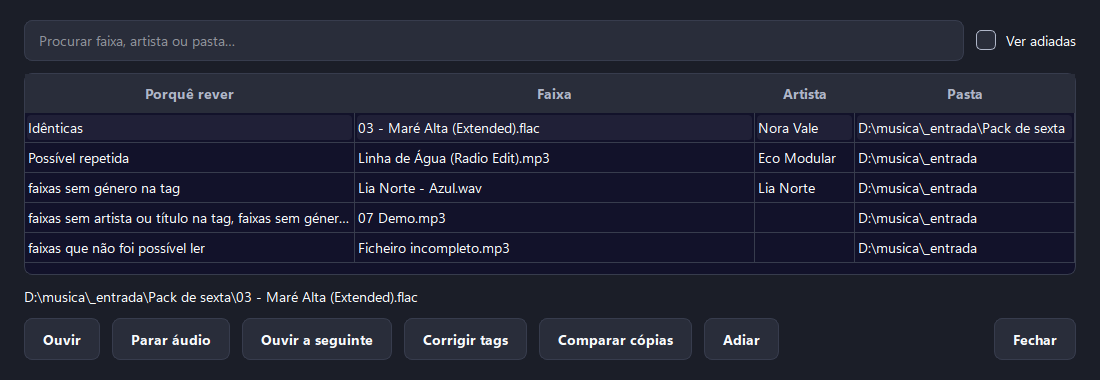 Procurar faixa, artista ou pasta...
Ver adiadas
Porquê rever Faixa Artista Pasta
Idênticas 03 - Maré Alta (Extended).flac Nora Vale D:\musica\_entrada\Pack de sexta
Possível repetida Linha de Água (Radio Edit).mp3 Eco Modular D:\musica\_entrada
faixas sem género na tag Lia Norte - Azul.wav Lia Norte D:\musica\_entrada
faixas sem artista ou título na tag, faixas sem géner... 07 Demo.mp3 D:\musica\_entrada
faixas que não foi possível ler Ficheiro incompleto.mp3 D:\musica\_entrada
D:\musica\_entrada\Pack de sexta\03 - Maré Alta (Extended).flac
Ouvir Parar áudio Ouvir a seguinte Corrigir tags Comparar cópias Adiar Fechar